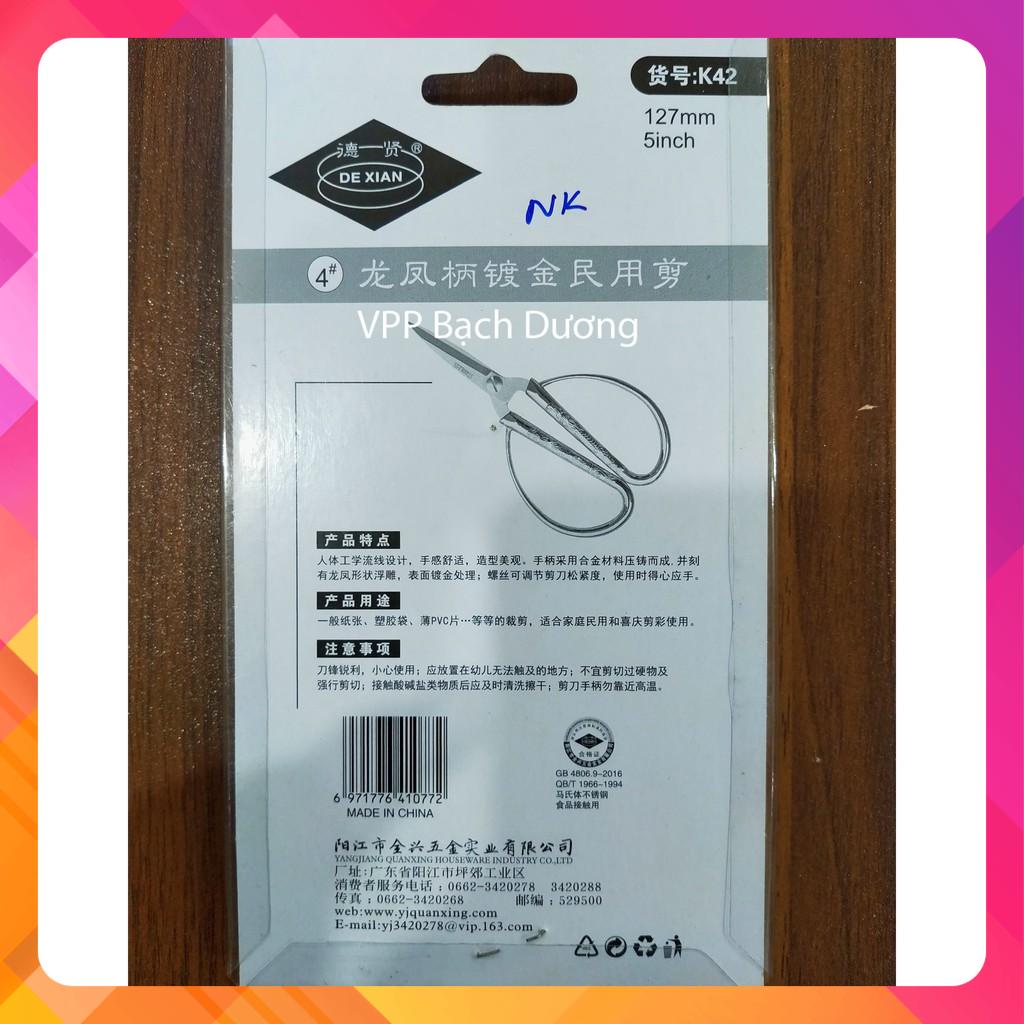 货号:K42
127mm
5inch
德一贤®
DE XIAN
NK
4# 龙凤柄镀金民用剪
VPP Bạch Dương
产品特点
人体工学流线设计，手感舒适，造型美观。手柄采用合金材料压铸而成，并刻
有龙凤形状浮雕，表面镀金处理；螺丝可调节剪刀松紧度，使用时得心应手。
产品用途
一般纸张、塑胶袋、薄PVC片…等等的裁剪，适合家庭民用和喜庆剪彩使用。
注意事项
刀锋锐利，小心使用；应放置在幼儿无法触及的地方；不宜剪切过硬物及
强行剪切；接触酸碱盐类物质后应及时清洗擦干；剪刀手柄勿靠近高温。
6 971776 410772
MADE IN CHINA
合格证
GB 4806.9-2016
QB/T 1966-1994
马氏体不锈钢
食品接触用
阳江市全兴五金实业有限公司
YANGJIANG QUANXING HOUSEWARE INDUSTRY CO.,LTD
厂址:广东省阳江市坪郊工业区
消费者服务电话：0662-3420278 3420288
传真：0662-3420268 邮编：529500
web:www.yjquanxing.com
E-mail:yj3420278@vip.163.com